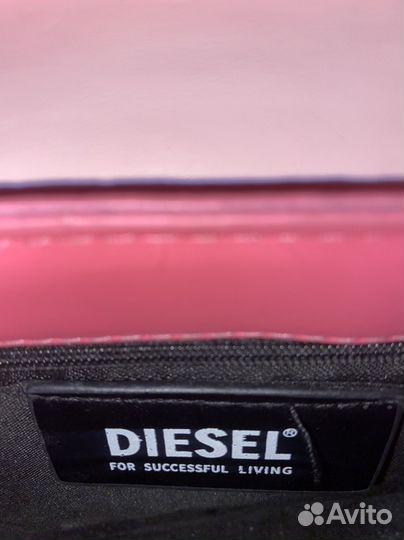 DIESEL®
FOR SUCCESSFUL LIVING
Avito